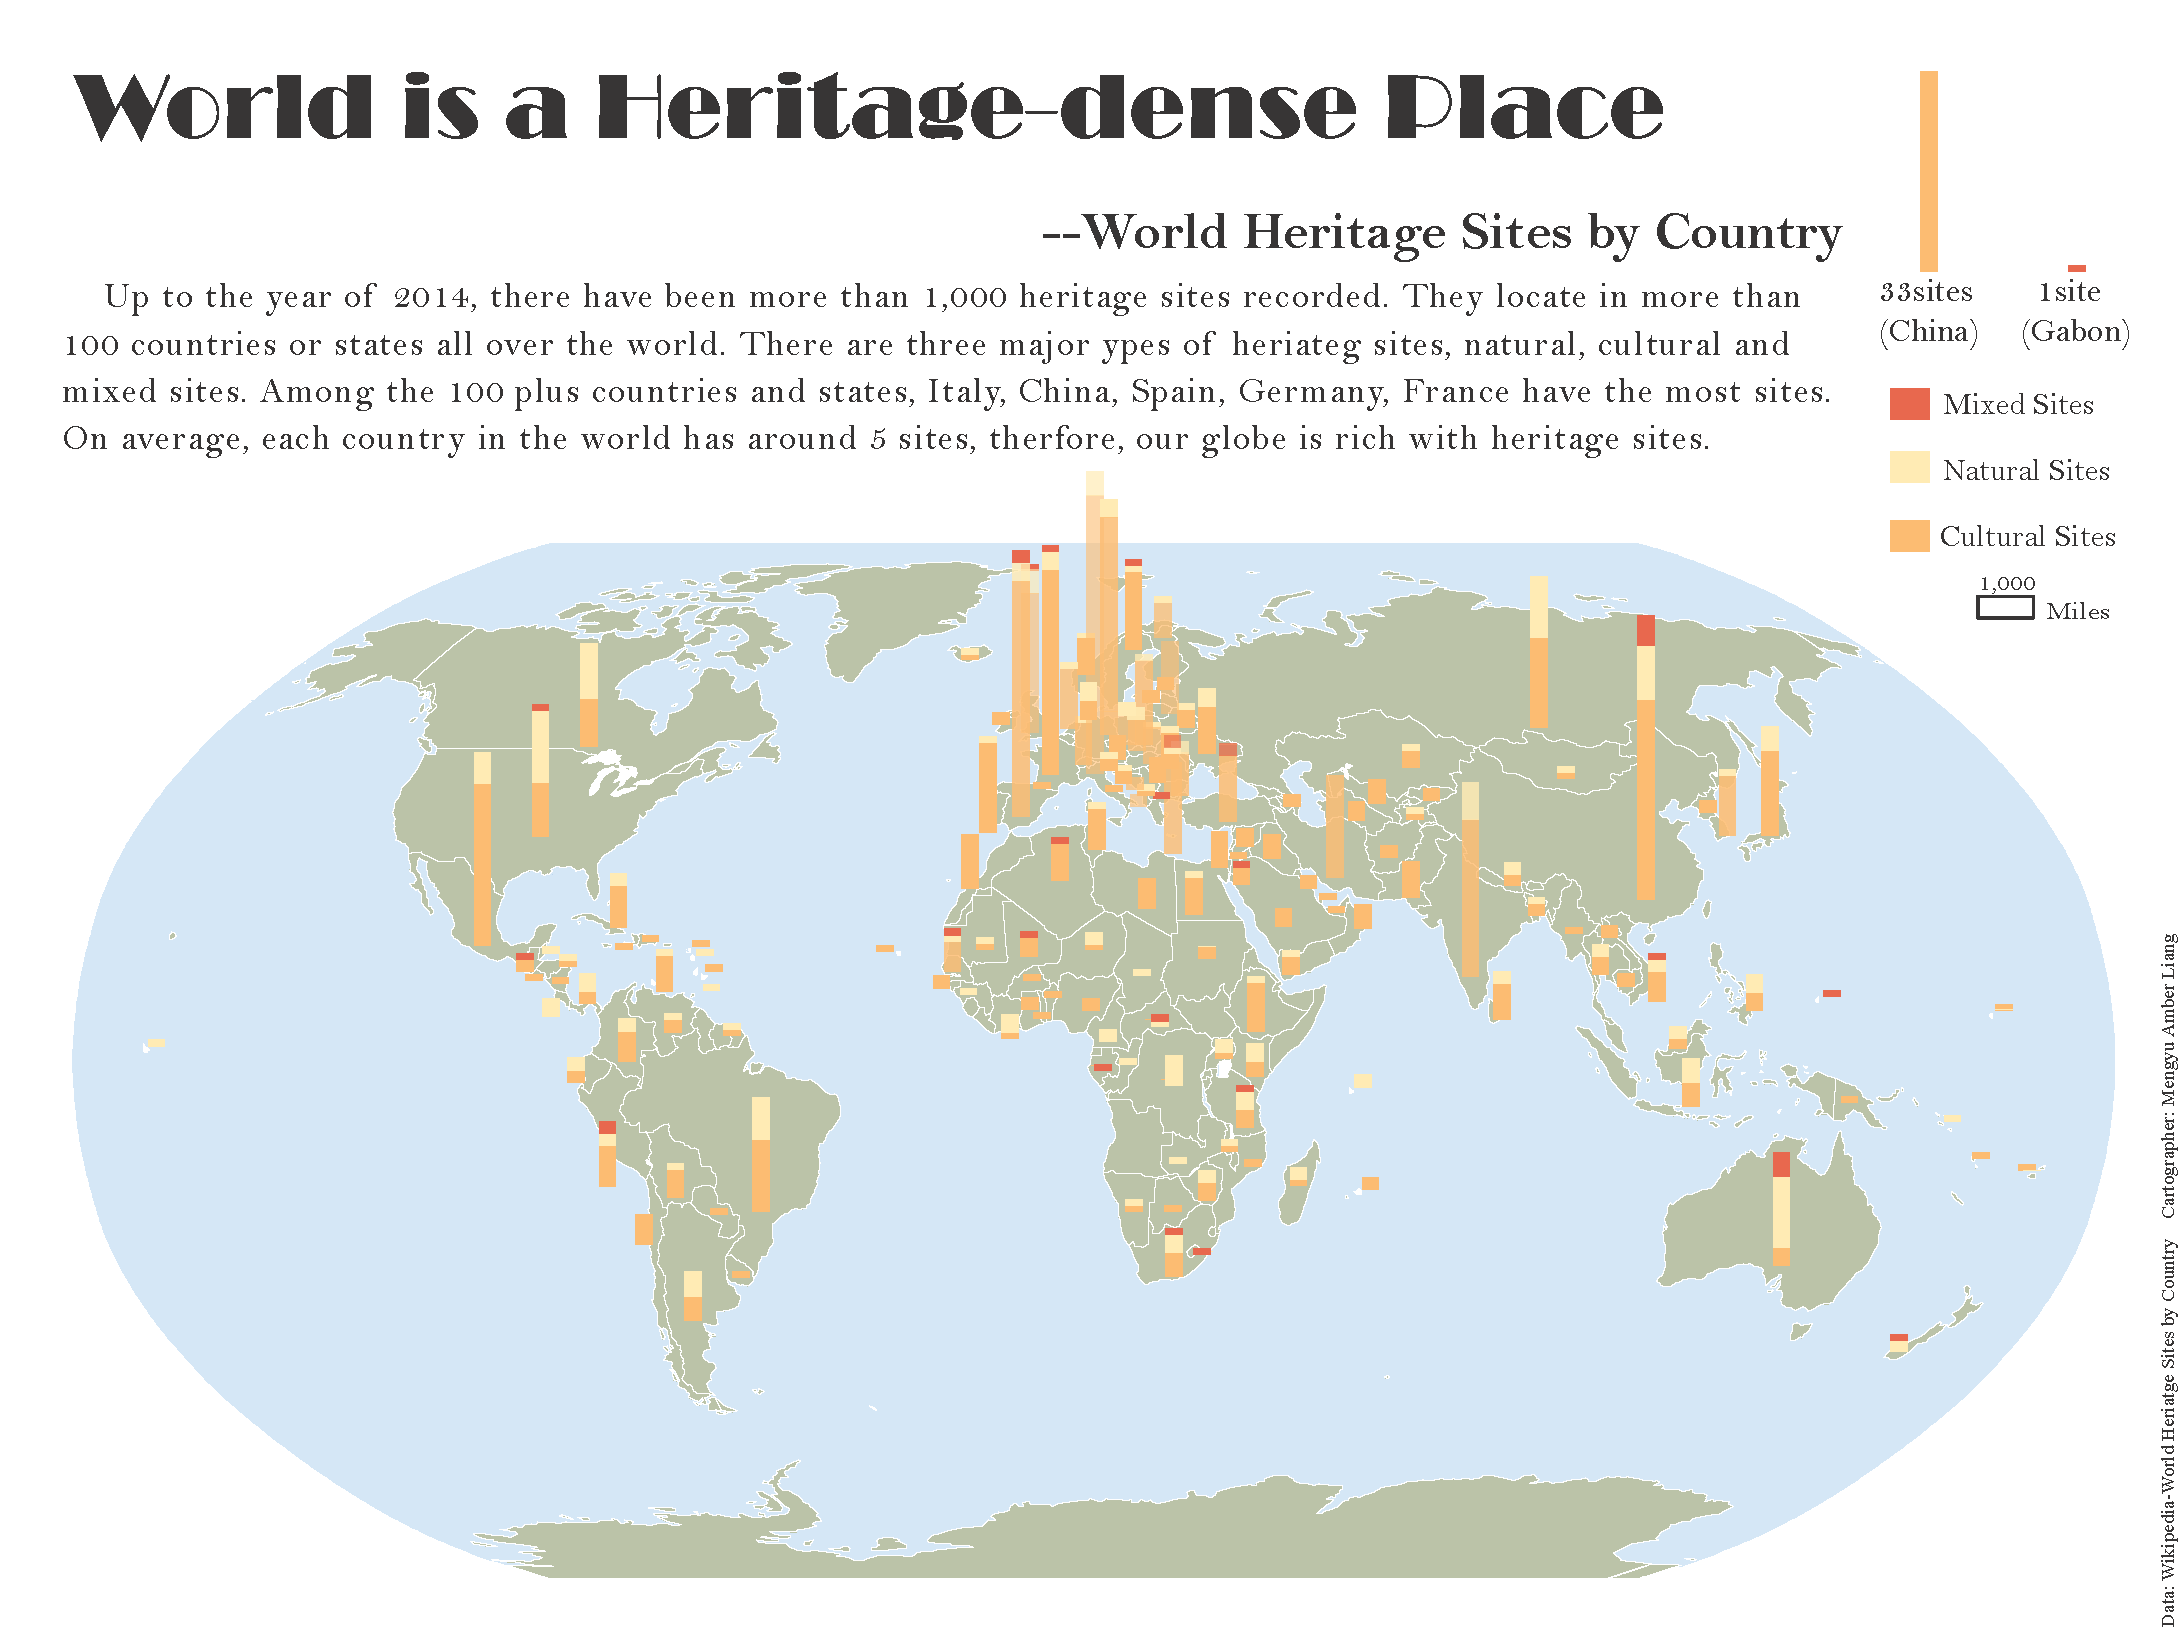 World is a Heritage-dense Place
--World Heritage Sites by Country
Up to the year of 2014, there have been more than 1,000 heritage sites recorded. They locate in more than
100 countries or states all over the world. There are three major ypes of heriateg sites, natural, cultural and
mixed sites. Among the 100 plus countries and states, Italy, China, Spain, Germany, France have the most sites.
On average, each country in the world has around 5 sites, therfore, our globe is rich with heritage sites.
33sites
(China)
1site
(Gabon)
Mixed Sites
Natural Sites
Cultural Sites
1,000
Miles
Data: Wikipedia-World Heriatge Sites by Country Cartographer: Mengyu Amber Liang